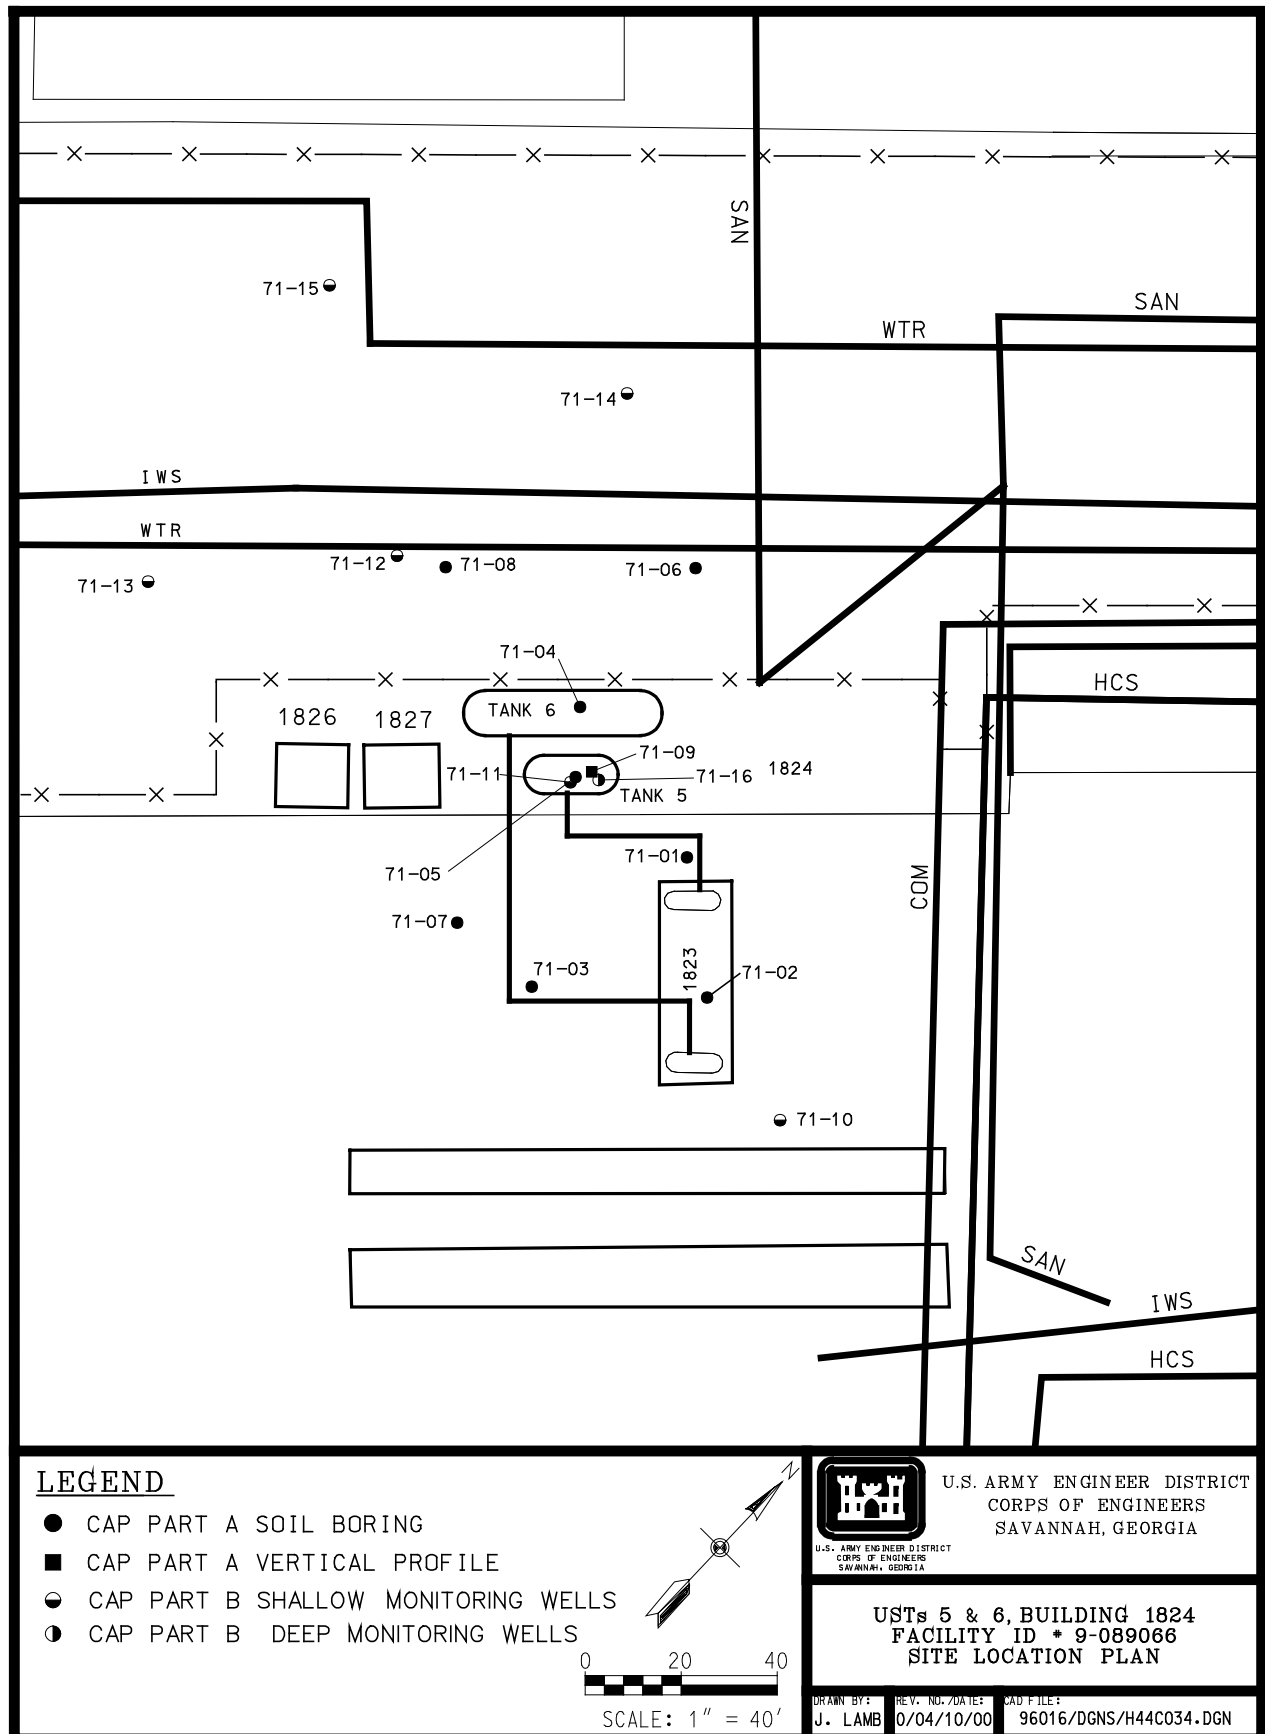 SAN
71-15
SAN
WTR
71-14
IWS
WTR
71-12
71-08
71-06
71-13
71-04
HCS
TANK 6
1826
1827
71-09
71-11
71-16
1824
TANK 5
71-01
71-05
COM
71-07
1823
71-03
71-02
71-10
SAN
IWS
HCS
LEGEND
CAP PART A SOIL BORING
CAP PART A VERTICAL PROFILE
CAP PART B SHALLOW MONITORING WELLS
CAP PART B DEEP MONITORING WELLS
N
0 20 40
SCALE: 1" = 40'
U.S. ARMY ENGINEER DISTRICT
CORPS OF ENGINEERS
SAVANNAH, GEORGIA
U.S. ARMY ENGINEER DISTRICT
CORPS OF ENGINEERS
SAVANNAH, GEORGIA
USTs 5 & 6, BUILDING 1824
FACILITY ID # 9-089066
SITE LOCATION PLAN
DRAWN BY:
J. LAMB
REV. NO./DATE:
0/04/10/00
CAD FILE:
96016/DGNS/H44C034.DGN